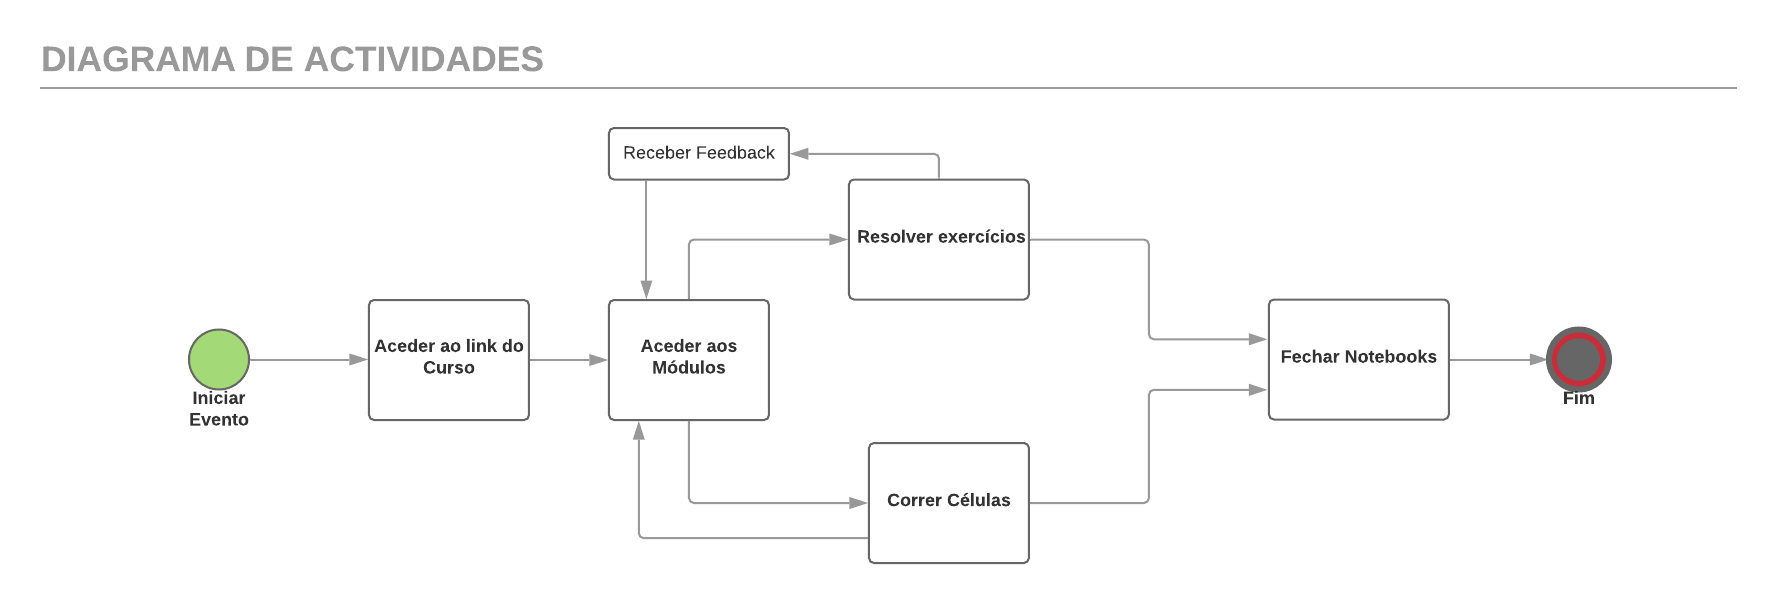 DIAGRAMA DE ACTIVIDADES
Receber Feedback
Resolver exercícios
Aceder ao link do
Curso
Aceder aos
Módulos
Fechar Notebooks
Iniciar
Evento
Fim
Correr Células